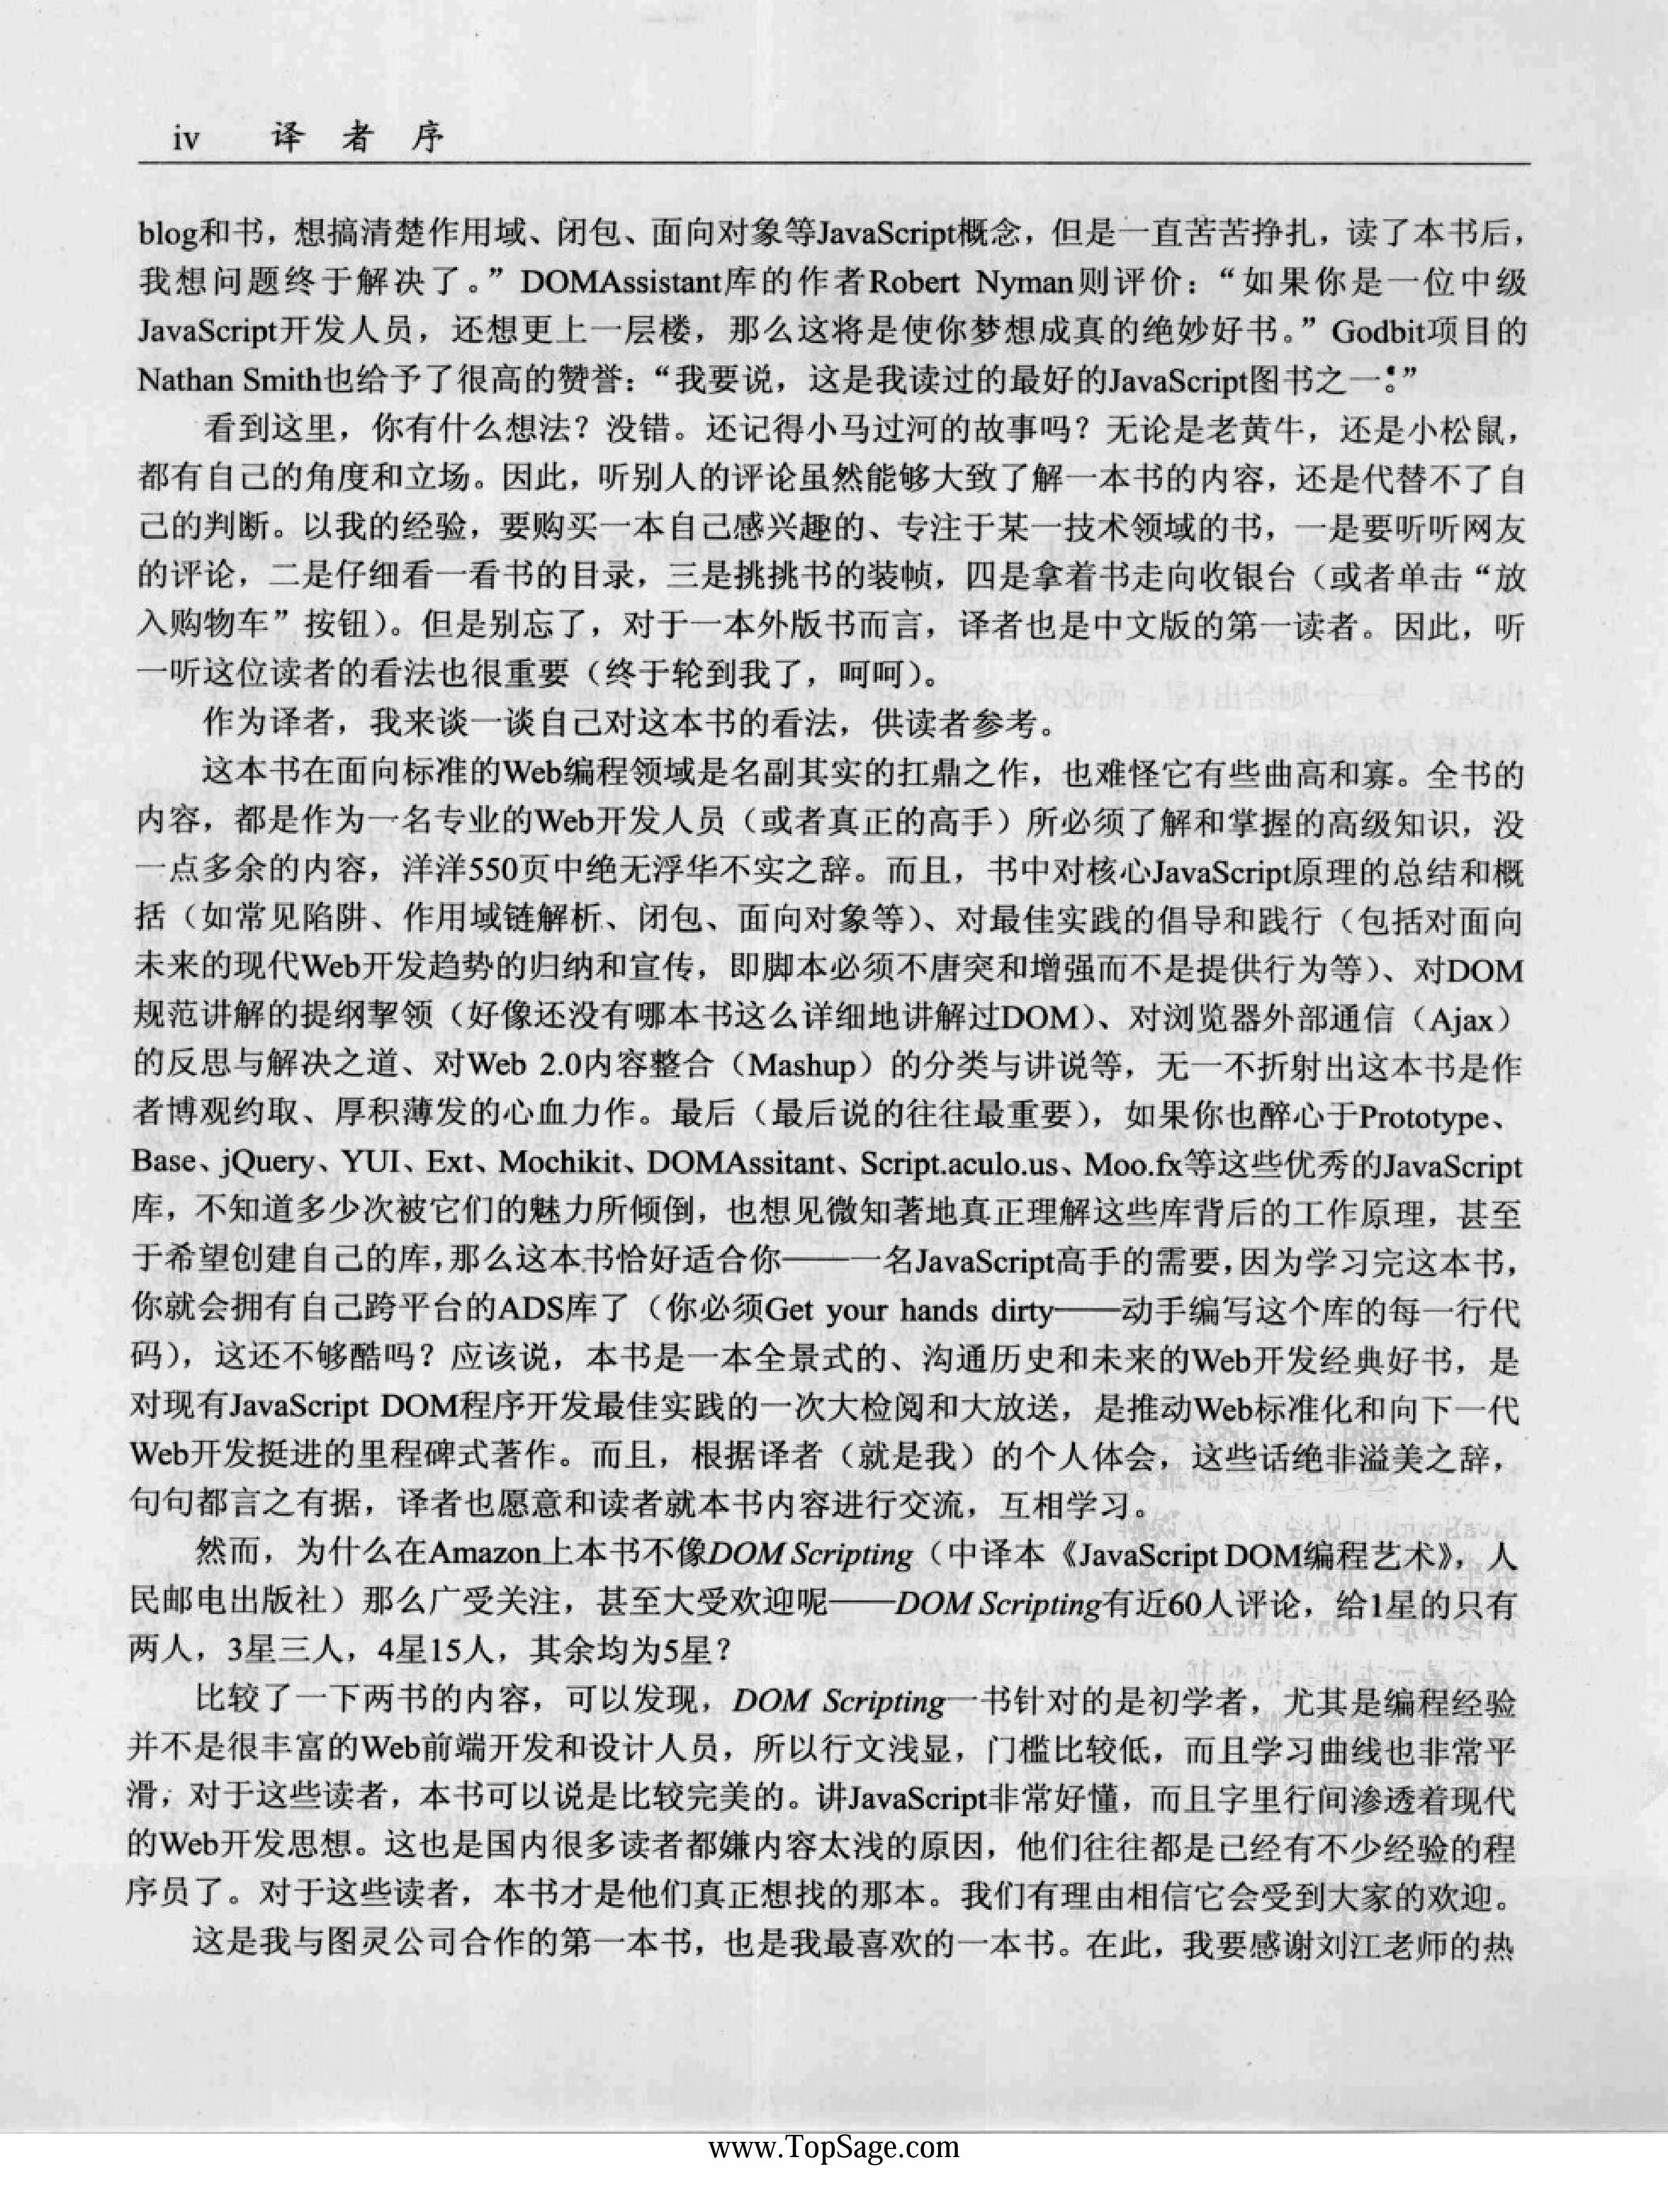 iv 译 者 序
blog和书，想搞清楚作用域、闭包、面向对象等JavaScript概念，但是一直苦苦挣扎，读了本书后，
我想问题终于解决了。”DOMAssistant库的作者Robert Nyman则评价：“如果你是一位中级
JavaScript开发人员，还想更上一层楼，那么这将是使你梦想成真的绝妙好书。”Godbit项目的
Nathan Smith也给予了很高的赞誉：“我要说，这是我读过的最好的JavaScript图书之一。”
看到这里，你有什么想法？没错。还记得小马过河的故事吗？无论是老黄牛，还是小松鼠，
都有自己的角度和立场。因此，听别人的评论虽然能够大致了解一本书的内容，还是代替不了自
己的判断。以我的经验，要购买一本自己感兴趣的、专注于某一技术领域的书，一是要听听网友
的评论，二是仔细看一看书的目录，三是挑挑书的装帧，四是拿着书走向收银台（或者单击“放
入购物车”按钮）。但是别忘了，对于一本外版书而言，译者也是中文版的第一读者。因此，听
一听这位读者的看法也很重要（终于轮到我了，呵呵）。
作为译者，我来谈一谈自己对这本书的看法，供读者参考。
这本书在面向标准的Web编程领域是名副其实的扛鼎之作，也难怪它有些曲高和寡。全书的
内容，都是作为一名专业的Web开发人员（或者真正的高手）所必须了解和掌握的高级知识，没
一点多余的内容，洋洋550页中绝无浮华不实之辞。而且，书中对核心JavaScript原理的总结和概
括（如常见陷阱、作用域链解析、闭包、面向对象等）、对最佳实践的倡导和践行（包括对面向
未来的现代Web开发趋势的归纳和宣传，即脚本必须不唐突和增强而不是提供行为等）、对DOM
规范讲解的提纲挈领（好像还没有哪本书这么详细地讲解过DOM）、对浏览器外部通信（Ajax）
的反思与解决之道、对Web 2.0内容整合（Mashup）的分类与讲说等，无一不折射出这本书是作
者博观约取、厚积薄发的心血力作。最后（最后说的往往最重要），如果你也醉心于Prototype、
Base、jQuery、YUI、Ext、Mochikit、DOMAssitant、Script.aculo.us、Moo.fx等这些优秀的JavaScript
库，不知道多少次被它们的魅力所倾倒，也想见微知著地真正理解这些库背后的工作原理，甚至
于希望创建自己的库，那么这本书恰好适合你——一名JavaScript高手的需要，因为学习完这本书，
你就会拥有自己跨平台的ADS库了（你必须Get your hands dirty——动手编写这个库的每一行代
码），这还不够酷吗？应该说，本书是一本全景式的、沟通历史和未来的Web开发经典好书，是
对现有JavaScript DOM程序开发最佳实践的一次大检阅和大放送，是推动Web标准化和向下一代
Web开发挺进的里程碑式著作。而且，根据译者（就是我）的个人体会，这些话绝非溢美之辞，
句句都言之有据，译者也愿意和读者就本书内容进行交流，互相学习。
然而，为什么在Amazon上本书不像DOM Scripting（中译本《JavaScript DOM编程艺术》，人
民邮电出版社）那么广受关注，甚至大受欢迎呢——DOM Scripting有近60人评论，给1星的只有
两人，3星三人，4星15人，其余均为5星？
比较了一下两书的内容，可以发现，DOM Scripting一书针对的是初学者，尤其是编程经验
并不是很丰富的Web前端开发和设计人员，所以行文浅显，门槛比较低，而且学习曲线也非常平
滑，对于这些读者，本书可以说是比较完美的。讲JavaScript非常好懂，而且字里行间渗透着现代
的Web开发思想。这也是国内很多读者都嫌内容太浅的原因，他们往往都是已经有不少经验的程
序员了。对于这些读者，本书才是他们真正想找的那本。我们有理由相信它会受到大家的欢迎。
这是我与图灵公司合作的第一本书，也是我最喜欢的一本书。在此，我要感谢刘江老师的热
www.TopSage.com